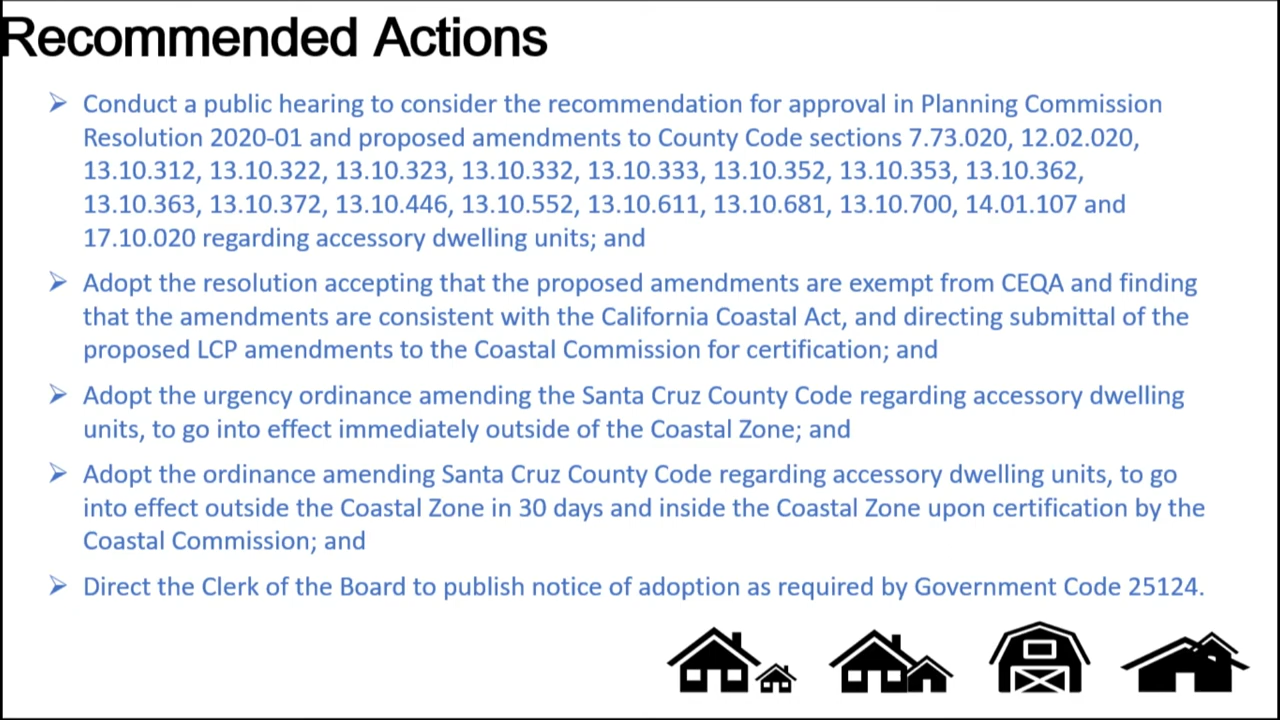 Recommended Actions
Conduct a public hearing to consider the recommendation for approval in Planning Commission
Resolution 2020-01 and proposed amendments to County Code sections 7.73.020, 12.02.020,
13.10.312, 13.10.322, 13.10.323, 13.10.332, 13.10.333, 13.10.352, 13.10.353, 13.10.362,
13.10.363, 13.10.372, 13.10.446, 13.10.552, 13.10.611, 13.10.681, 13.10.700, 14.01.107 and
17.10.020 regarding accessory dwelling units; and
Adopt the resolution accepting that the proposed amendments are exempt from CEQA and finding
that the amendments are consistent with the California Coastal Act, and directing submittal of the
proposed LCP amendments to the Coastal Commission for certification; and
Adopt the urgency ordinance amending the Santa Cruz County Code regarding accessory dwelling
units, to go into effect immediately outside of the Coastal Zone; and
Adopt the ordinance amending Santa Cruz County Code regarding accessory dwelling units, to go
into effect outside the Coastal Zone in 30 days and inside the Coastal Zone upon certification by the
Coastal Commission; and
Direct the Clerk of the Board to publish notice of adoption as required by Government Code 25124.